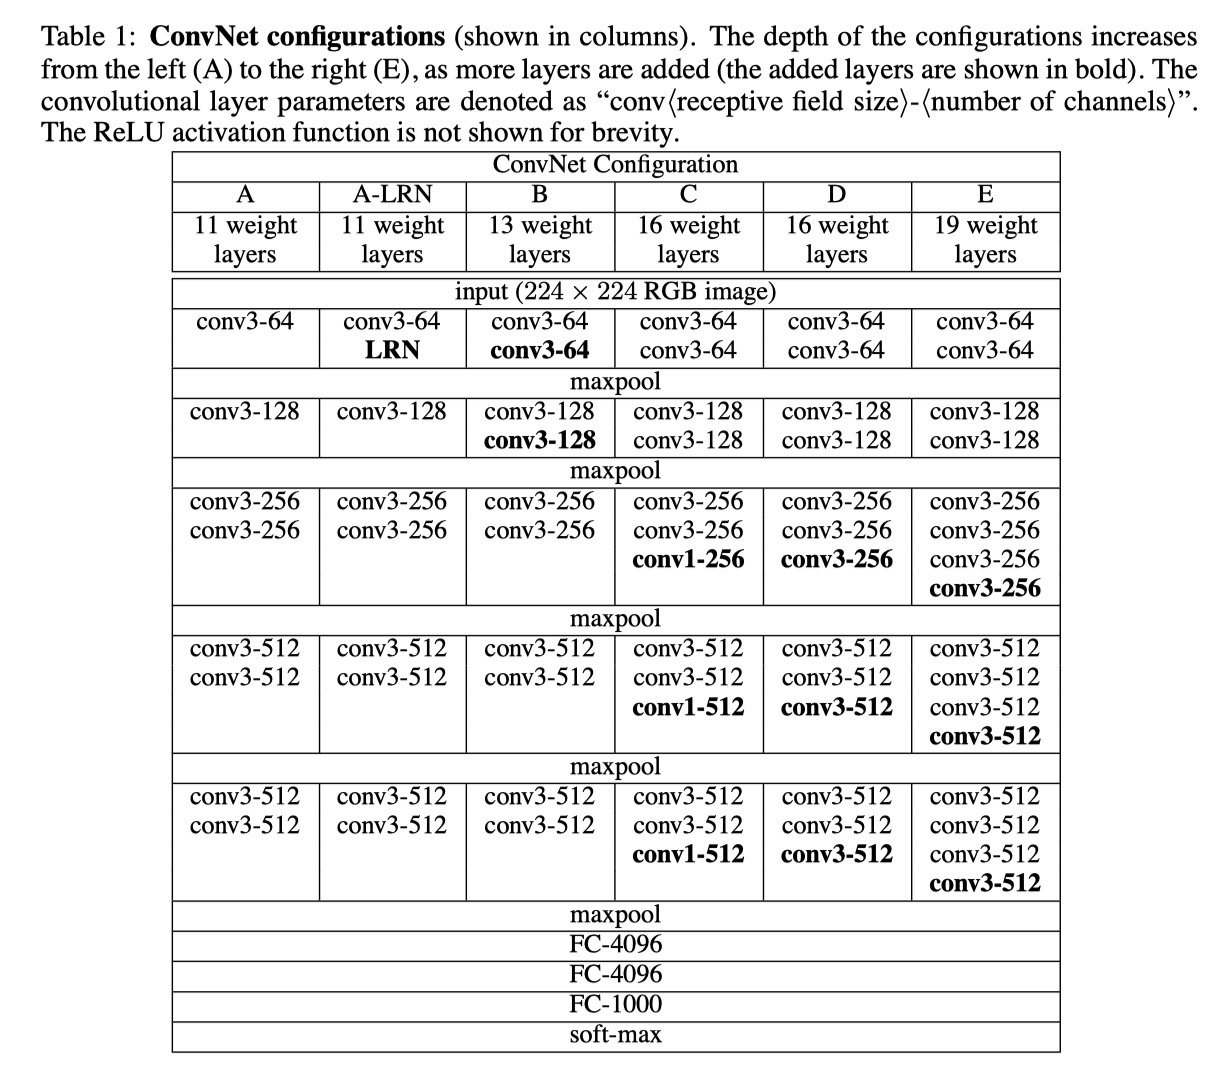 Table 1: ConvNet configurations (shown in columns). The depth of the configurations increases
from the left (A) to the right (E), as more layers are added (the added layers are shown in bold). The
convolutional layer parameters are denoted as “conv⟨receptive field size⟩-⟨number of channels⟩”.
The ReLU activation function is not shown for brevity.
ConvNet Configuration
A A-LRN B C D E
11 weight 11 weight 13 weight 16 weight 16 weight 19 weight
layers layers layers layers layers layers
input (224 × 224 RGB image)
conv3-64 conv3-64 conv3-64 conv3-64 conv3-64 conv3-64
LRN conv3-64 conv3-64 conv3-64 conv3-64
maxpool
conv3-128 conv3-128 conv3-128 conv3-128 conv3-128 conv3-128
conv3-128 conv3-128 conv3-128 conv3-128
maxpool
conv3-256 conv3-256 conv3-256 conv3-256 conv3-256 conv3-256
conv3-256 conv3-256 conv3-256 conv3-256 conv3-256 conv3-256
conv1-256 conv3-256 conv3-256
conv3-256
maxpool
conv3-512 conv3-512 conv3-512 conv3-512 conv3-512 conv3-512
conv3-512 conv3-512 conv3-512 conv3-512 conv3-512 conv3-512
conv1-512 conv3-512 conv3-512
conv3-512
maxpool
conv3-512 conv3-512 conv3-512 conv3-512 conv3-512 conv3-512
conv3-512 conv3-512 conv3-512 conv3-512 conv3-512 conv3-512
conv1-512 conv3-512 conv3-512
conv3-512
maxpool
FC-4096
FC-4096
FC-1000
soft-max